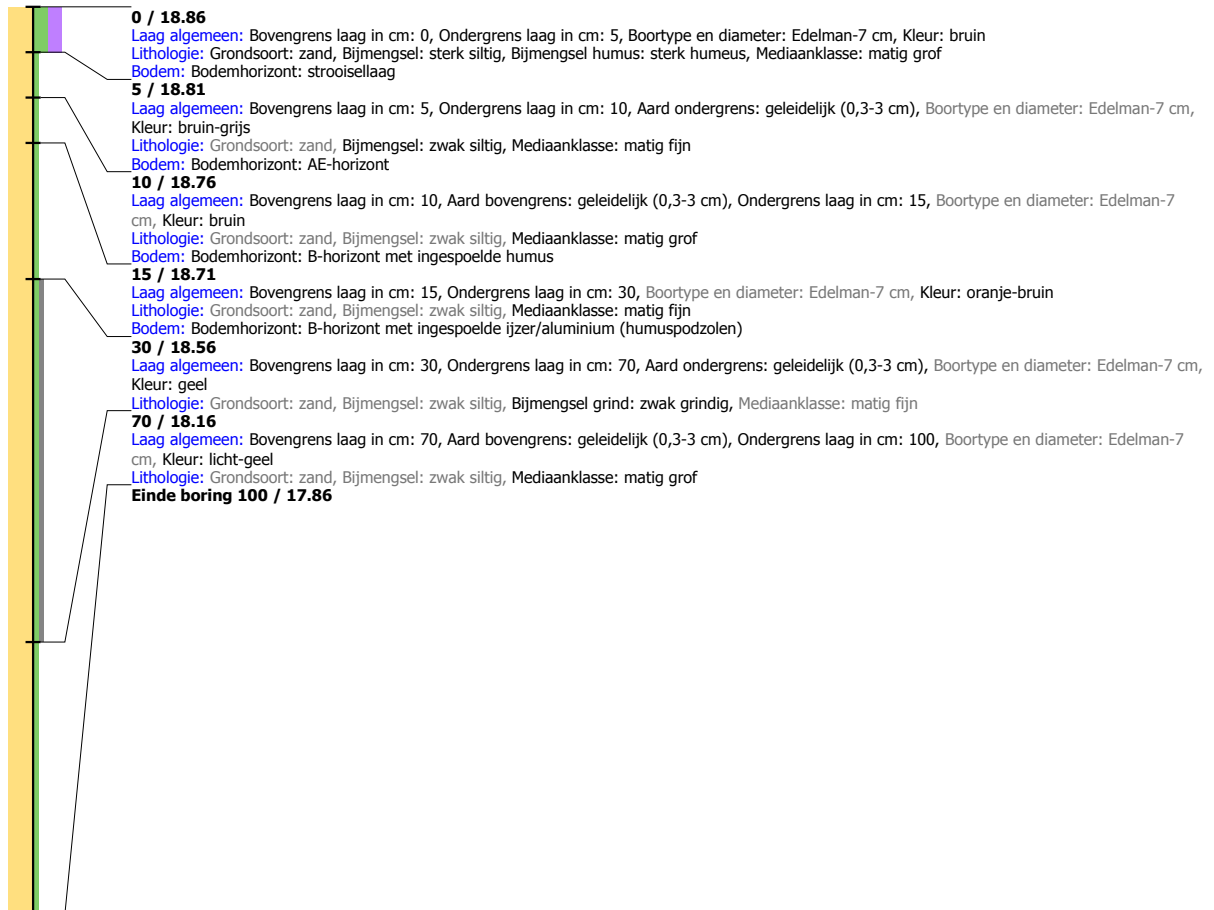 0 / 18.86
Laag algemeen: Bovengrens laag in cm: 0, Ondergrens laag in cm: 5, Boortype en diameter: Edelman-7 cm, Kleur: bruin
Lithologie: Grondsoort: zand, Bijmengsel: sterk siltig, Bijmengsel humus: sterk humeus, Mediaanklasse: matig grof
Bodem: Bodemhorizont: strooisellaag
5 / 18.81
Laag algemeen: Bovengrens laag in cm: 5, Ondergrens laag in cm: 10, Aard ondergrens: geleidelijk (0,3-3 cm), Boortype en diameter: Edelman-7 cm,
Kleur: bruin-grijs
Lithologie: Grondsoort: zand, Bijmengsel: zwak siltig, Mediaanklasse: matig fijn
Bodem: Bodemhorizont: AE-horizont
10 / 18.76
Laag algemeen: Bovengrens laag in cm: 10, Aard bovengrens: geleidelijk (0,3-3 cm), Ondergrens laag in cm: 15, Boortype en diameter: Edelman-7
cm, Kleur: bruin
Lithologie: Grondsoort: zand, Bijmengsel: zwak siltig, Mediaanklasse: matig grof
Bodem: Bodemhorizont: B-horizont met ingespoelde humus
15 / 18.71
Laag algemeen: Bovengrens laag in cm: 15, Ondergrens laag in cm: 30, Boortype en diameter: Edelman-7 cm, Kleur: oranje-bruin
Lithologie: Grondsoort: zand, Bijmengsel: zwak siltig, Mediaanklasse: matig fijn
Bodem: Bodemhorizont: B-horizont met ingespoelde ijzer/aluminium (humuspodzolen)
30 / 18.56
Laag algemeen: Bovengrens laag in cm: 30, Ondergrens laag in cm: 70, Aard ondergrens: geleidelijk (0,3-3 cm), Boortype en diameter: Edelman-7 cm,
Kleur: geel
Lithologie: Grondsoort: zand, Bijmengsel: zwak siltig, Bijmengsel grind: zwak grindig, Mediaanklasse: matig fijn
70 / 18.16
Laag algemeen: Bovengrens laag in cm: 70, Aard bovengrens: geleidelijk (0,3-3 cm), Ondergrens laag in cm: 100, Boortype en diameter: Edelman-7
cm, Kleur: licht-geel
Lithologie: Grondsoort: zand, Bijmengsel: zwak siltig, Mediaanklasse: matig grof
Einde boring 100 / 17.86